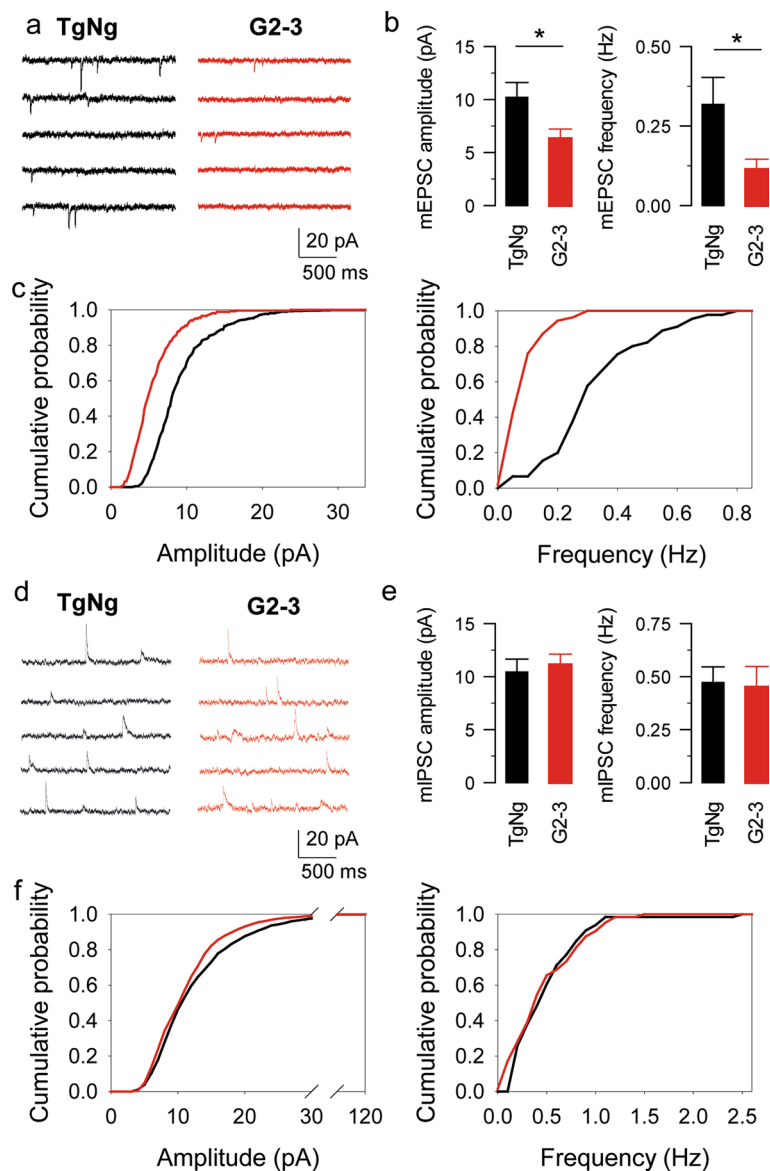 a
TgNg
G2-3
20 pA
500 ms
b
mEPSC amplitude (pA)
15
10
5
0
*
TgNg
G2-3
mEPSC frequency (Hz)
0.50
0.25
0.00
*
TgNg
G2-3
c
Cumulative probability
1.0
0.8
0.6
0.4
0.2
0.0
0
10
20
30
Amplitude (pA)
Cumulative probability
1.0
0.8
0.6
0.4
0.2
0.0
0.0
0.2
0.4
0.6
0.8
Frequency (Hz)
d
TgNg
G2-3
20 pA
500 ms
e
mIPSC amplitude (pA)
15
10
5
0
TgNg
G2-3
mIPSC frequency (Hz)
0.75
0.50
0.25
0.00
TgNg
G2-3
f
Cumulative probability
1.0
0.8
0.6
0.4
0.2
0.0
0
10
20
30
120
Amplitude (pA)
Cumulative probability
1.0
0.8
0.6
0.4
0.2
0.0
0.0
0.5
1.0
1.5
2.0
2.5
Frequency (Hz)